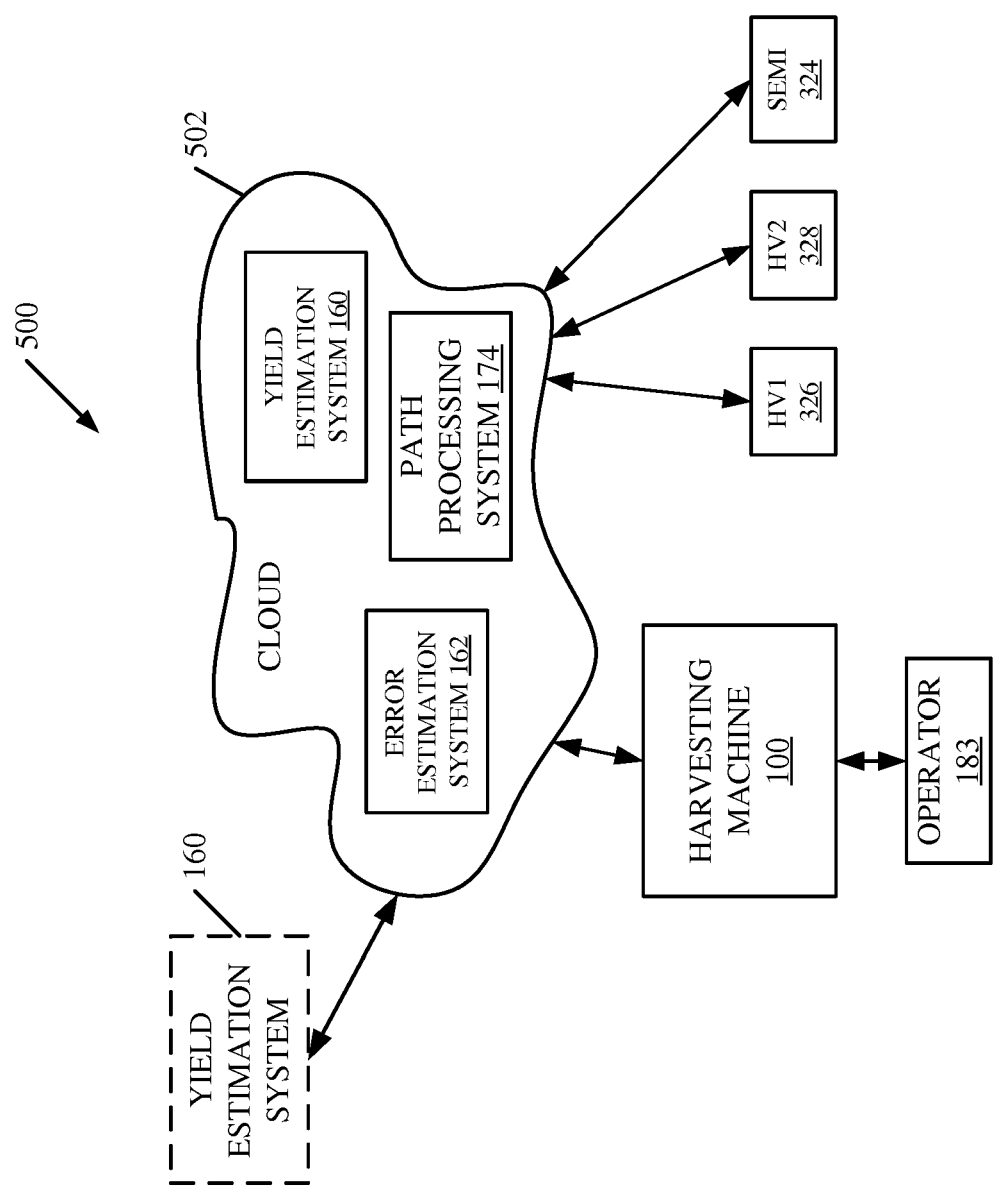 500
502
CLOUD
YIELD
ESTIMATION
SYSTEM 160
ERROR
ESTIMATION
SYSTEM 162
PATH
PROCESSING
SYSTEM 174
160
YIELD
ESTIMATION
SYSTEM
HARVESTING
MACHINE
100
OPERATOR
183
HV1
326
HV2
328
SEMI
324